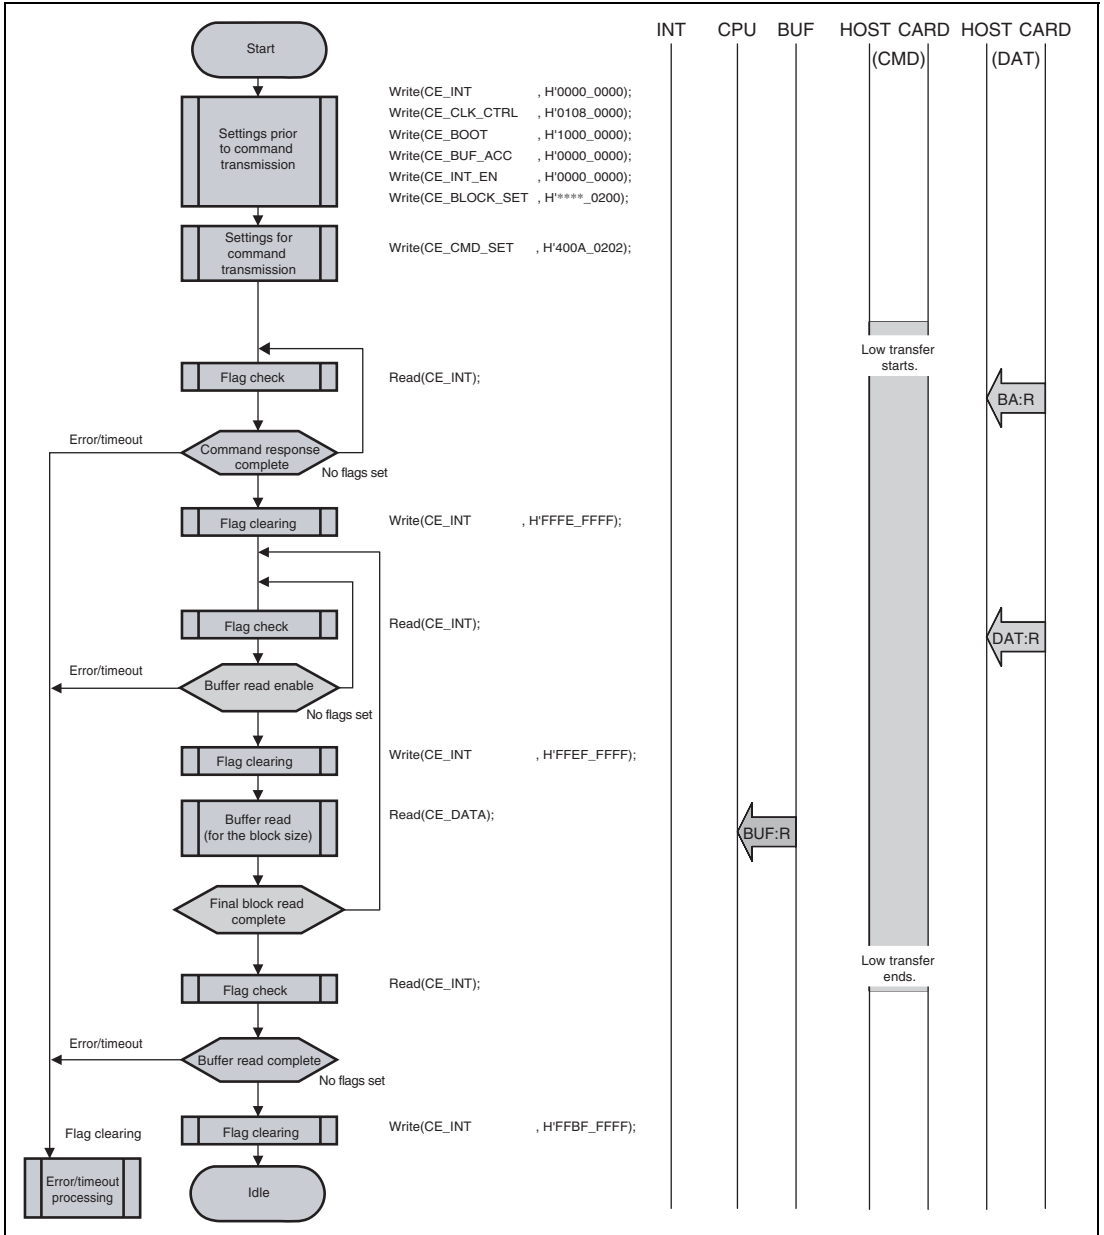 INT CPU BUF HOST CARD HOST CARD
(CMD) (DAT)
Start
Settings prior
to command
transmission
Write(CE_INT , H'0000_0000);
Write(CE_CLK_CTRL , H'0108_0000);
Write(CE_BOOT , H'1000_0000);
Write(CE_BUF_ACC , H'0000_0000);
Write(CE_INT_EN , H'0000_0000);
Write(CE_BLOCK_SET , H'****_0200);
Settings for
command
transmission
Write(CE_CMD_SET , H'400A_0202);
Low transfer
starts.
Flag check
Read(CE_INT);
BA:R
Error/timeout
Command response
complete
No flags set
Flag clearing
Write(CE_INT , H'FFFE_FFFF);
Flag check
Read(CE_INT);
DAT:R
Error/timeout
Buffer read enable
No flags set
Flag clearing
Write(CE_INT , H'FFEF_FFFF);
Buffer read
(for the block size)
Read(CE_DATA);
BUF:R
Final block read
complete
Low transfer
ends.
Flag check
Read(CE_INT);
Error/timeout
Buffer read complete
No flags set
Flag clearing
Write(CE_INT , H'FFBF_FFFF);
Flag clearing
Error/timeout
processing
Idle